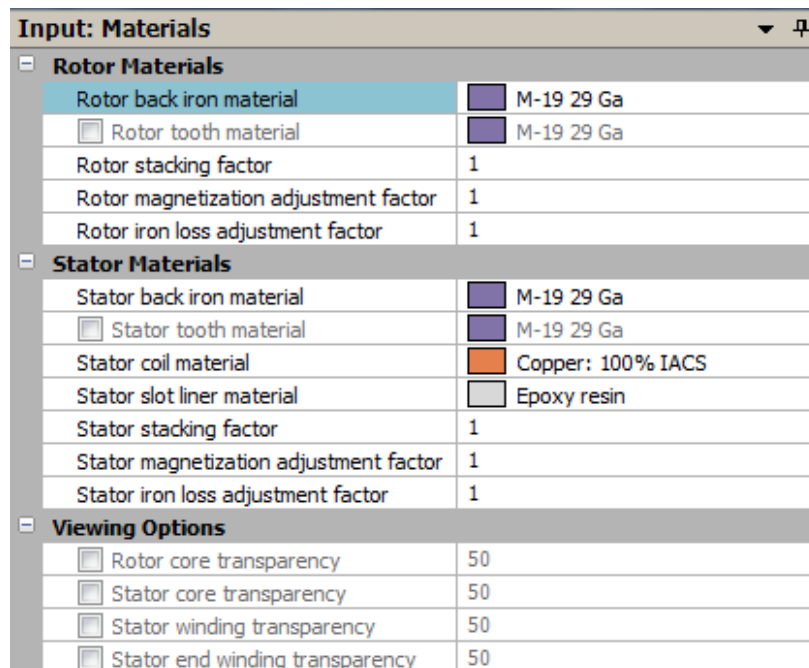 Input: Materials
Rotor Materials
Rotor back iron material M-19 29 Ga
Rotor tooth material M-19 29 Ga
Rotor stacking factor 1
Rotor magnetization adjustment factor 1
Rotor iron loss adjustment factor 1
Stator Materials
Stator back iron material M-19 29 Ga
Stator tooth material M-19 29 Ga
Stator coil material Copper: 100% IACS
Stator slot liner material Epoxy resin
Stator stacking factor 1
Stator magnetization adjustment factor 1
Stator iron loss adjustment factor 1
Viewing Options
Rotor core transparency 50
Stator core transparency 50
Stator winding transparency 50
Stator end winding transparency 50